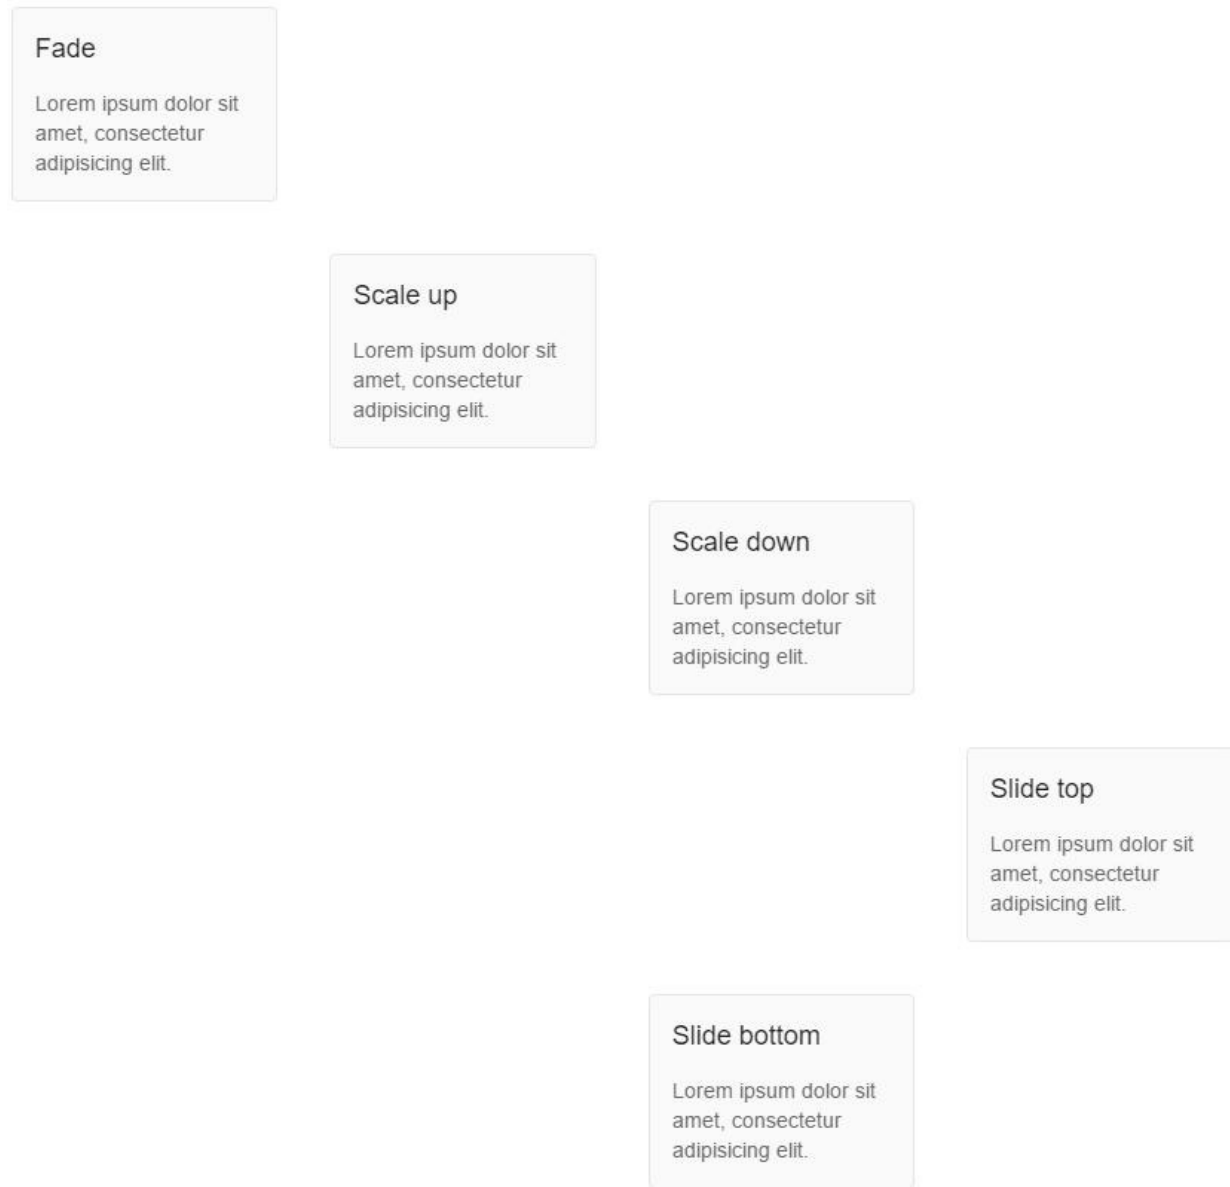 Fade
Lorem ipsum dolor sit
amet, consectetur
adipisicing elit.
Scale up
Lorem ipsum dolor sit
amet, consectetur
adipisicing elit.
Scale down
Lorem ipsum dolor sit
amet, consectetur
adipisicing elit.
Slide top
Lorem ipsum dolor sit
amet, consectetur
adipisicing elit.
Slide bottom
Lorem ipsum dolor sit
amet, consectetur
adipisicing elit.